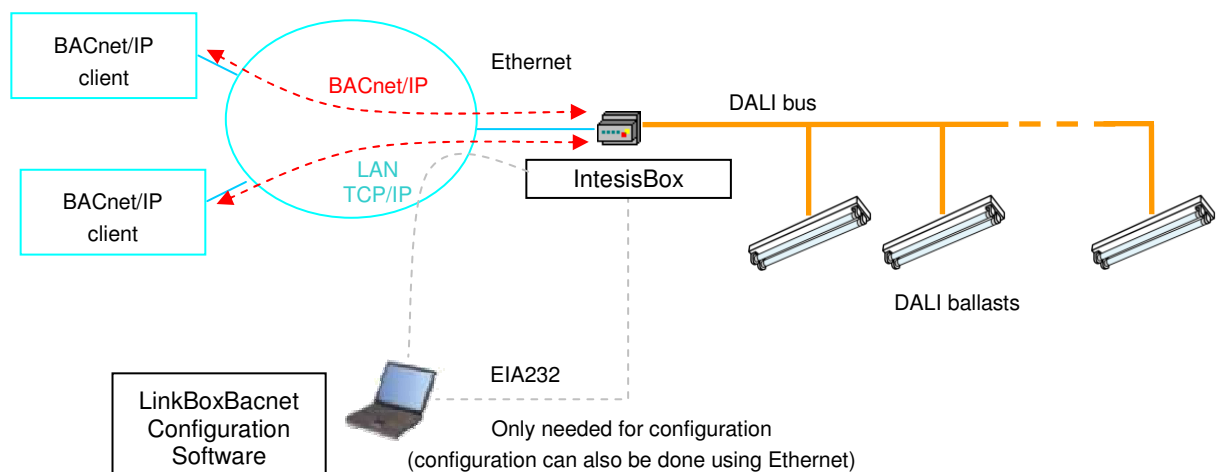 BACnet/IP
client
Ethernet
BACnet/IP
DALI bus
LAN
TCP/IP
IntesisBox
BACnet/IP
client
DALI ballasts
EIA232
LinkBoxBacnet
Configuration
Software
Only needed for configuration
(configuration can also be done using Ethernet)